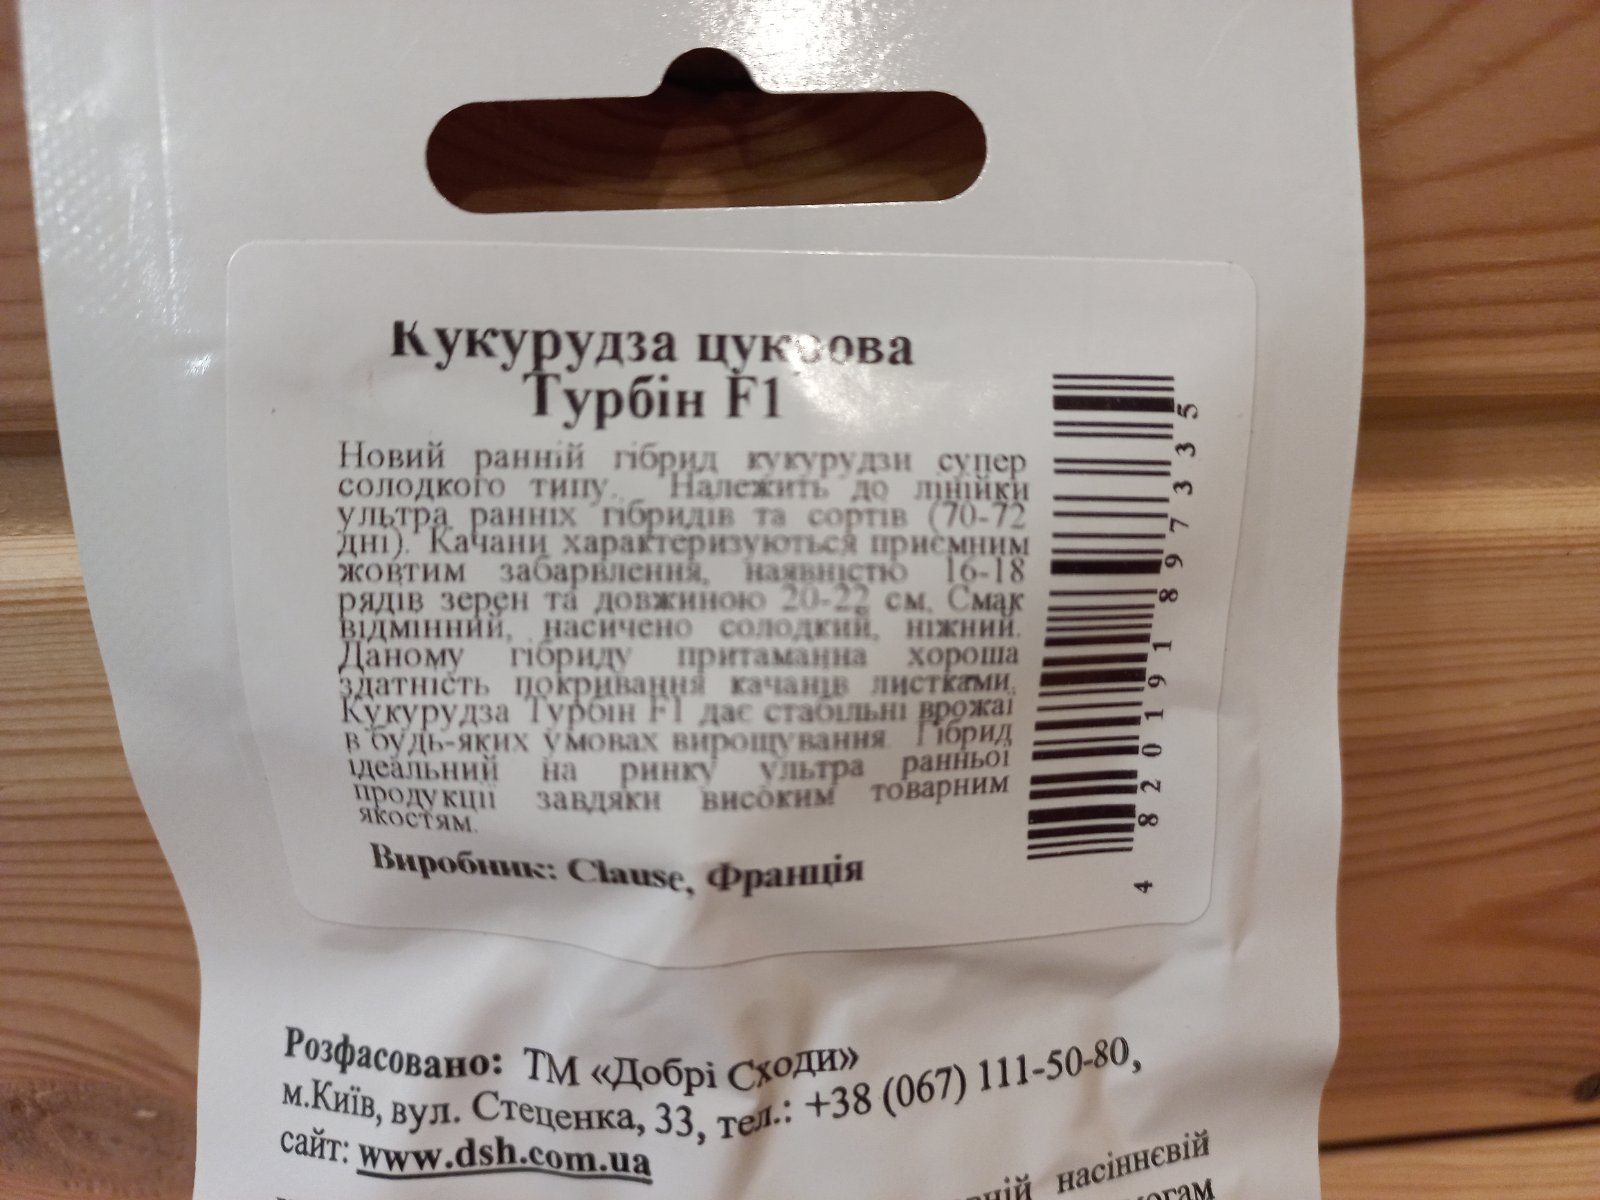 Кукурудза цукрова
Турбін F1
Новий ранній гібрид кукурудзи супер
солодкого типу. Належить до лінійки
ультра ранніх гібридів та сортів (70-72
дні). Качани характеризуються приємним
жовтим забарвлення, наявністю 16-18
рядів зерен та довжиною 20-22 см. Смак
відмінний, насичено солодкий, ніжний.
Даному гібриду притаманна хороша
здатність покривання качанів листками.
Кукурудза Турбін F1 дає стабільні врожаї
в будь-яких умовах вирощування. Гібрид
ідеальний на ринку ультра ранньої
продукції завдяки високим товарним
якостям.
Виробник: Clause, Франція
4 820191 897335
Розфасовано: ТМ «Добрі Сходи»
м.Київ, вул. Стеценка, 33, тел.: +38 (067) 111-50-80,
сайт: www.dsh.com.ua
насіннєвій